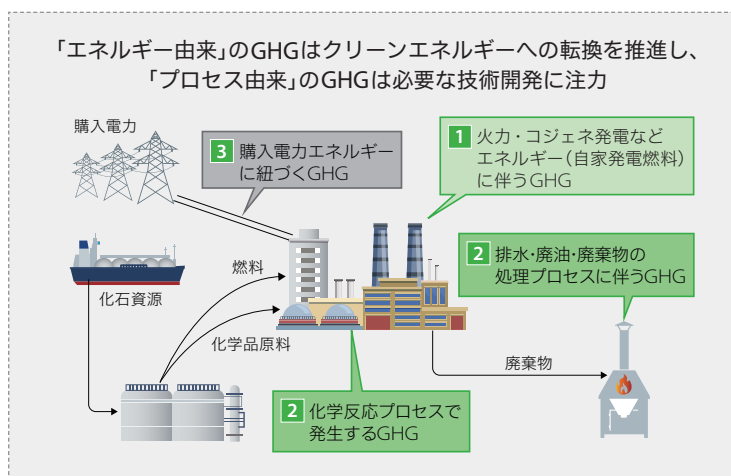 「エネルギー由来」のGHGはクリーンエネルギーへの転換を推進し、
「プロセス由来」のGHGは必要な技術開発に注力
購入電力
3 購入電力エネルギー
に紐づくGHG
1 火力・コジェネ発電など
エネルギー（自家発電燃料）
に伴うGHG
燃料
化石資源
化学品原料
2 排水・廃油・廃棄物の
処理プロセスに伴うGHG
廃棄物
2 化学反応プロセスで
発生するGHG